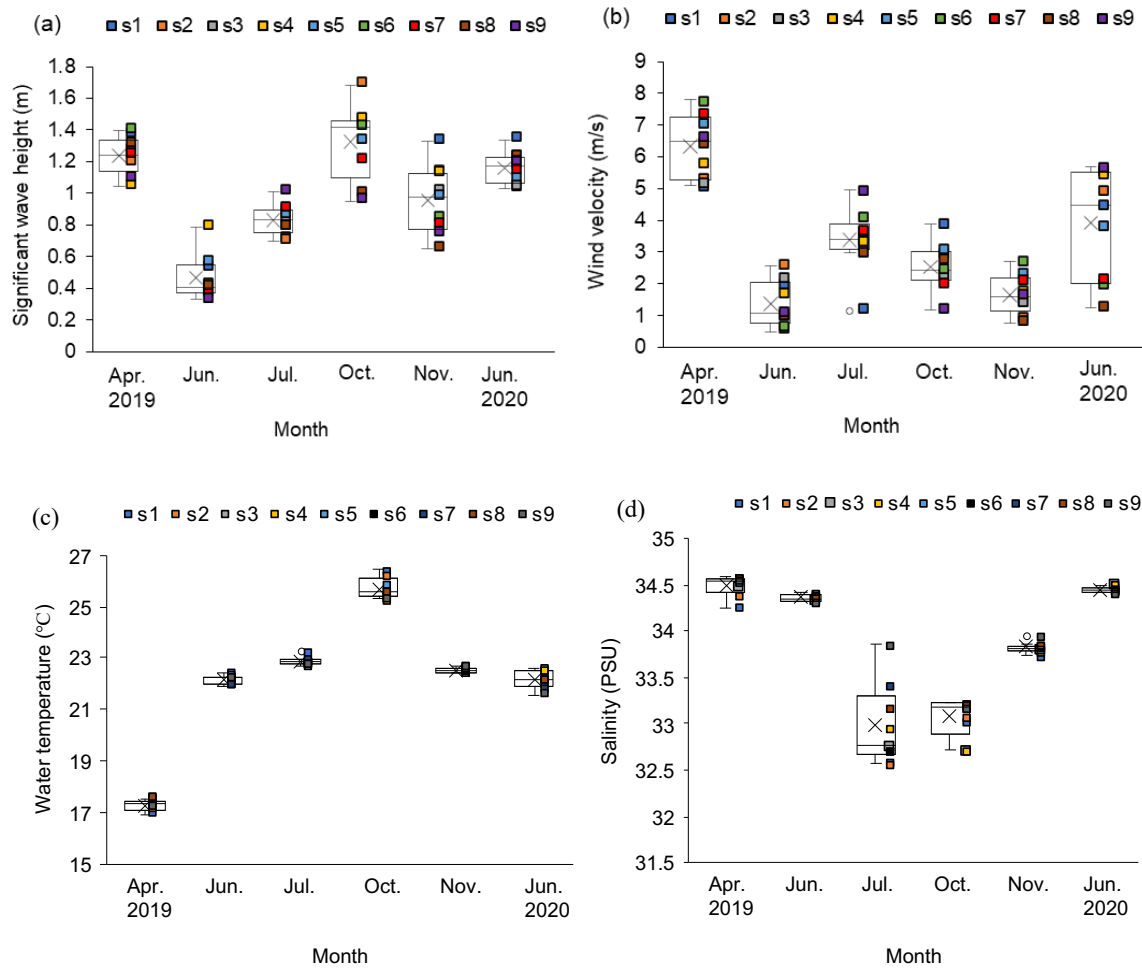 (a) s1 s2 s3 s4 s5 s6 s7 s8 s9
Significant wave height (m)
1.8
1.6
1.4
1.2
1
0.8
0.6
0.4
0.2
0
Apr. Jun. Jul. Oct. Nov. Jun.
2019 2020
Month
(b) s1 s2 s3 s4 s5 s6 s7 s8 s9
Wind velocity (m/s)
9
8
7
6
5
4
3
2
1
0
Apr. Jun. Jul. Oct. Nov. Jun.
2019 2020
Month
(c) s1 s2 s3 s4 s5 s6 s7 s8 s9
Water temperature (℃)
27
25
23
21
19
17
15
Apr. Jun. Jul. Oct. Nov. Jun.
2019 2020
Month
(d) s1 s2 s3 s4 s5 s6 s7 s8 s9
Salinity (PSU)
35
34.5
34
33.5
33
32.5
32
31.5
Apr. Jun. Jul. Oct. Nov. Jun.
2019 2020
Month